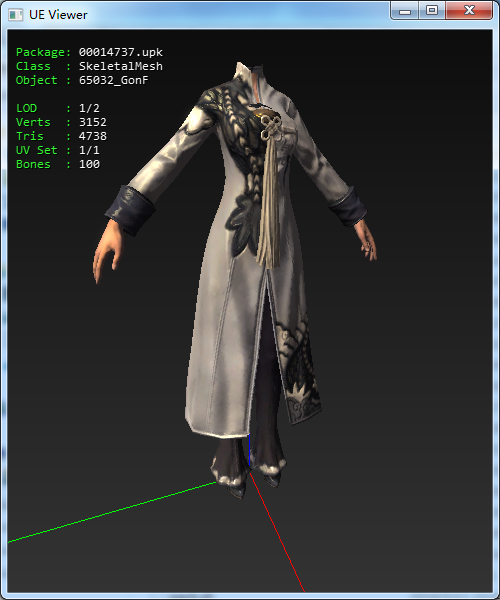 UE Viewer
Package: 00014737.upk
Class : SkeletalMesh
Object : 65032_GonF
LOD : 1/2
Verts : 3152
Tris : 4738
UV Set : 1/1
Bones : 100